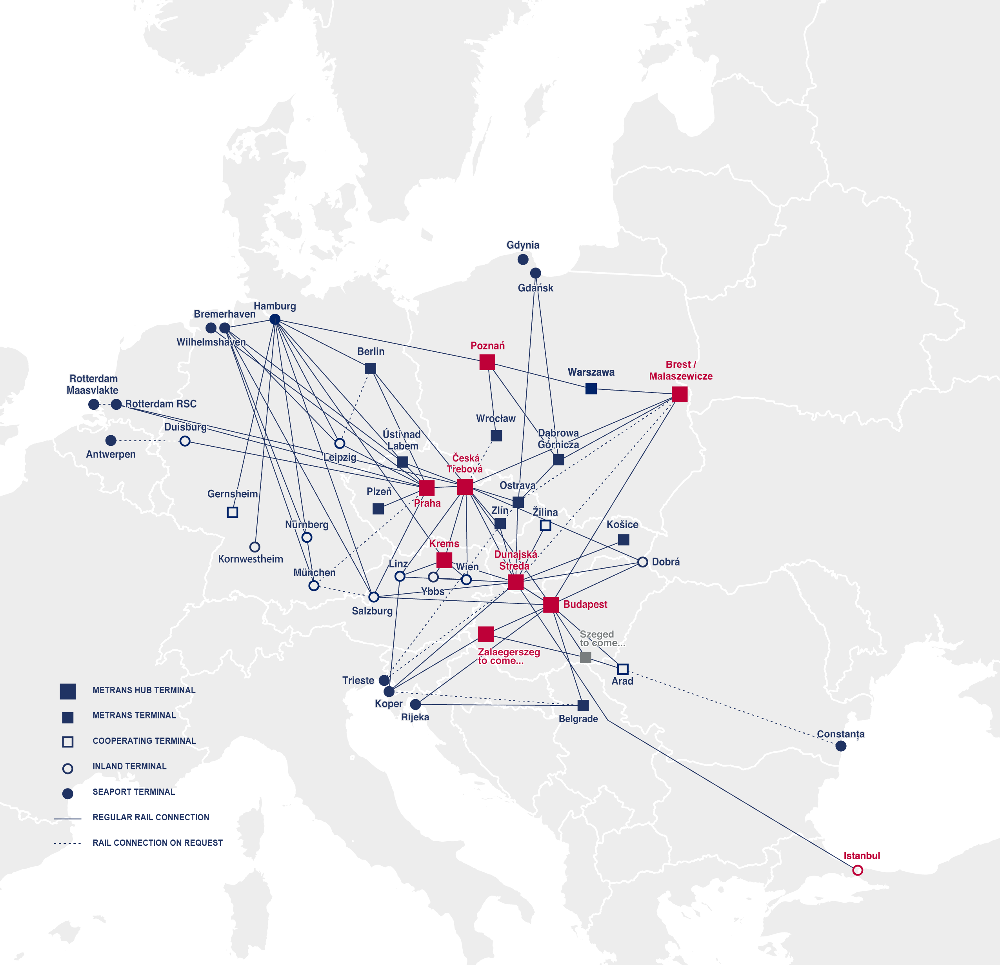 Gdynia
Gdańsk
Hamburg
Bremerhaven
Wilhelmshaven
Poznań
Berlin
Warszawa
Brest /
Malaszewicze
Rotterdam
Maasvlakte
Rotterdam RSC
Duisburg
Antwerpen
Wrocław
Dąbrowa
Górnicza
Ústí nad
Labem
Leipzig
Česká
Třebová
Ostrava
Plzeň
Praha
Gernsheim
Zlín
Žilina
Nürnberg
Košice
Krems
Kornwestheim
Dunajská
Streda
Linz
Wien
Dobrá
München
Ybbs
Salzburg
Budapest
Szeged
to come...
Zalaegerszeg
to come...
Trieste
Arad
Koper
Rijeka
Belgrade
Constanța
Istanbul
METRANS HUB TERMINAL
METRANS TERMINAL
COOPERATING TERMINAL
INLAND TERMINAL
SEAPORT TERMINAL
REGULAR RAIL CONNECTION
RAIL CONNECTION ON REQUEST